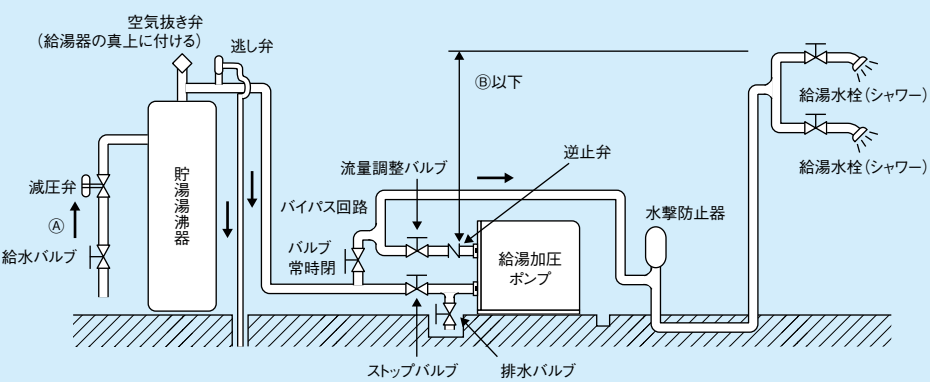 空気抜き弁
(給湯器の真上に付ける)
逃し弁
Ⓑ以下
給湯水栓(シャワー)
給湯水栓(シャワー)
流量調整バルブ
逆止弁
減圧弁
Ⓐ
給水バルブ
貯湯湯沸器
バイパス回路
バルブ
常時閉
水撃防止器
給湯加圧
ポンプ
ストップバルブ
排水バルブ